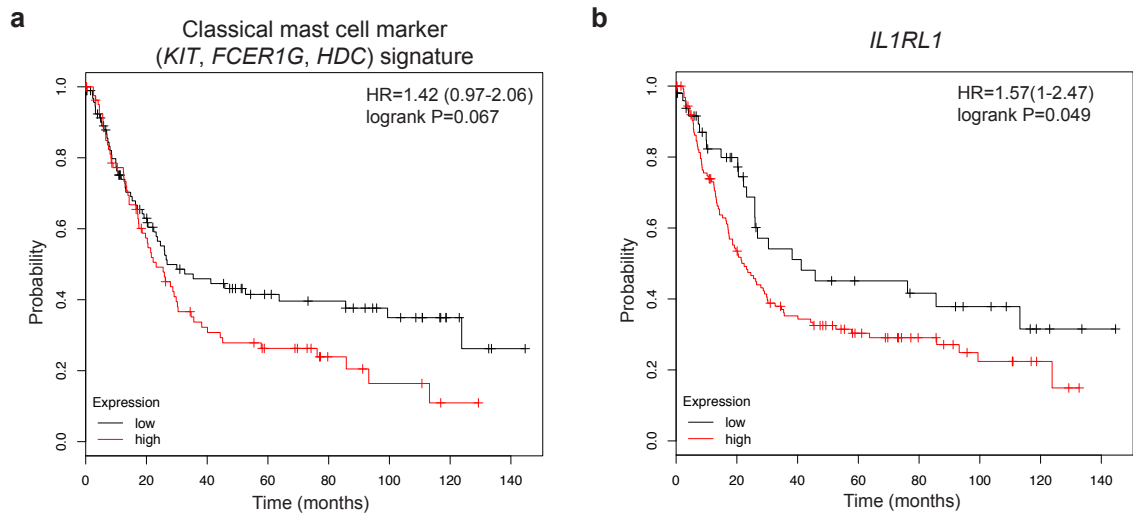 a
Classical mast cell marker
(KIT, FCER1G, HDC) signature
HR=1.42 (0.97-2.06)
logrank P=0.067
Probability
1.0
0.8
0.6
0.4
0.2
0.0
Expression
low
high
0 20 40 60 80 100 120 140
Time (months)
b
IL1RL1
HR=1.57(1-2.47)
logrank P=0.049
Probability
1.0
0.8
0.6
0.4
0.2
0.0
Expression
low
high
0 20 40 60 80 100 120 140
Time (months)